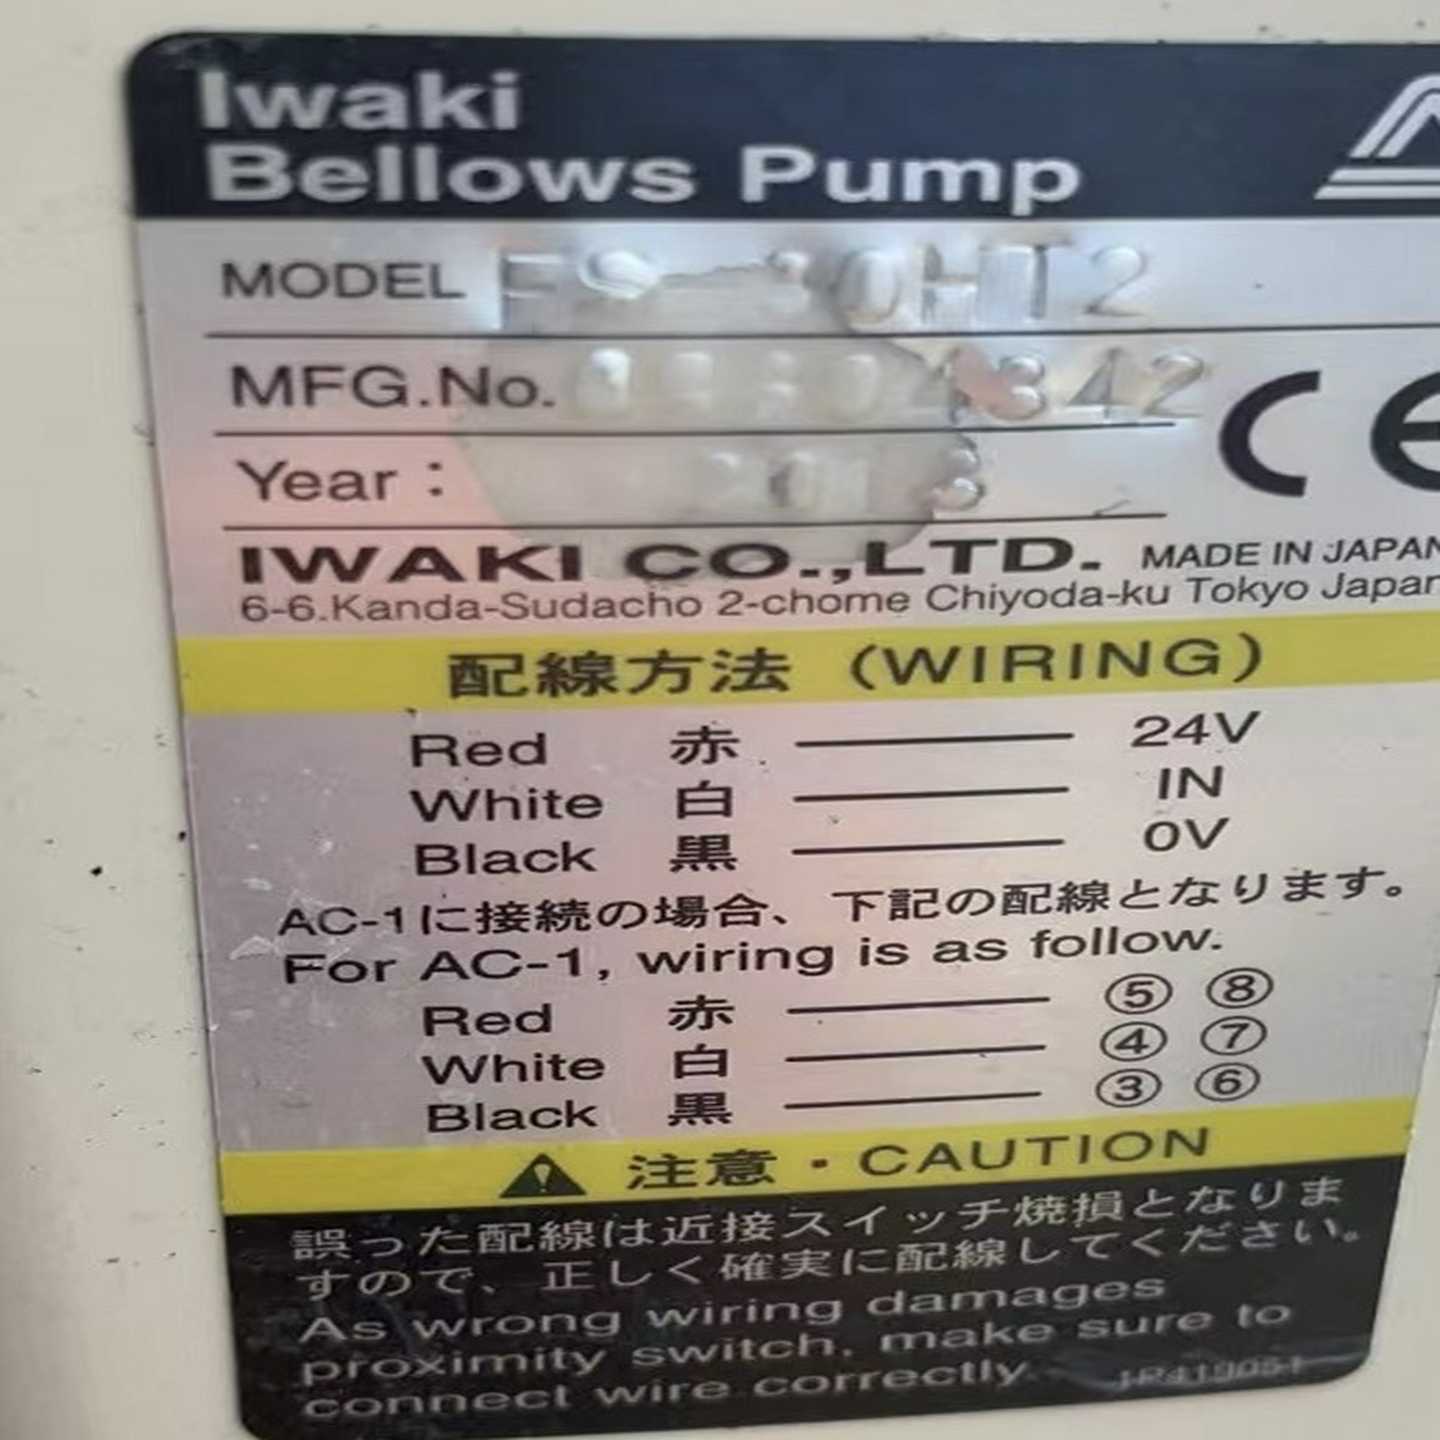 Iwaki
Bellows Pump
MODEL FS-30HT2
MFG.No.
Year : 2013
CE
IWAKI CO.,LTD. MADE IN JAPAN
6-6.Kanda-Sudacho 2-chome Chiyoda-ku Tokyo Japan
配線方法 (WIRING)
Red 赤 24V
White 白 IN
Black 黒 0V
AC-1に接続の場合、下記の配線となります。
For AC-1, wiring is as follow.
Red 赤 ⑤ ⑧
White 白 ④ ⑦
Black 黒 ③ ⑥
注意・CAUTION
誤った配線は近接スイッチ焼損となりま
すので、正しく確実に配線してください。
As wrong wiring damages
proximity switch, make sure to
connect wire correctly.